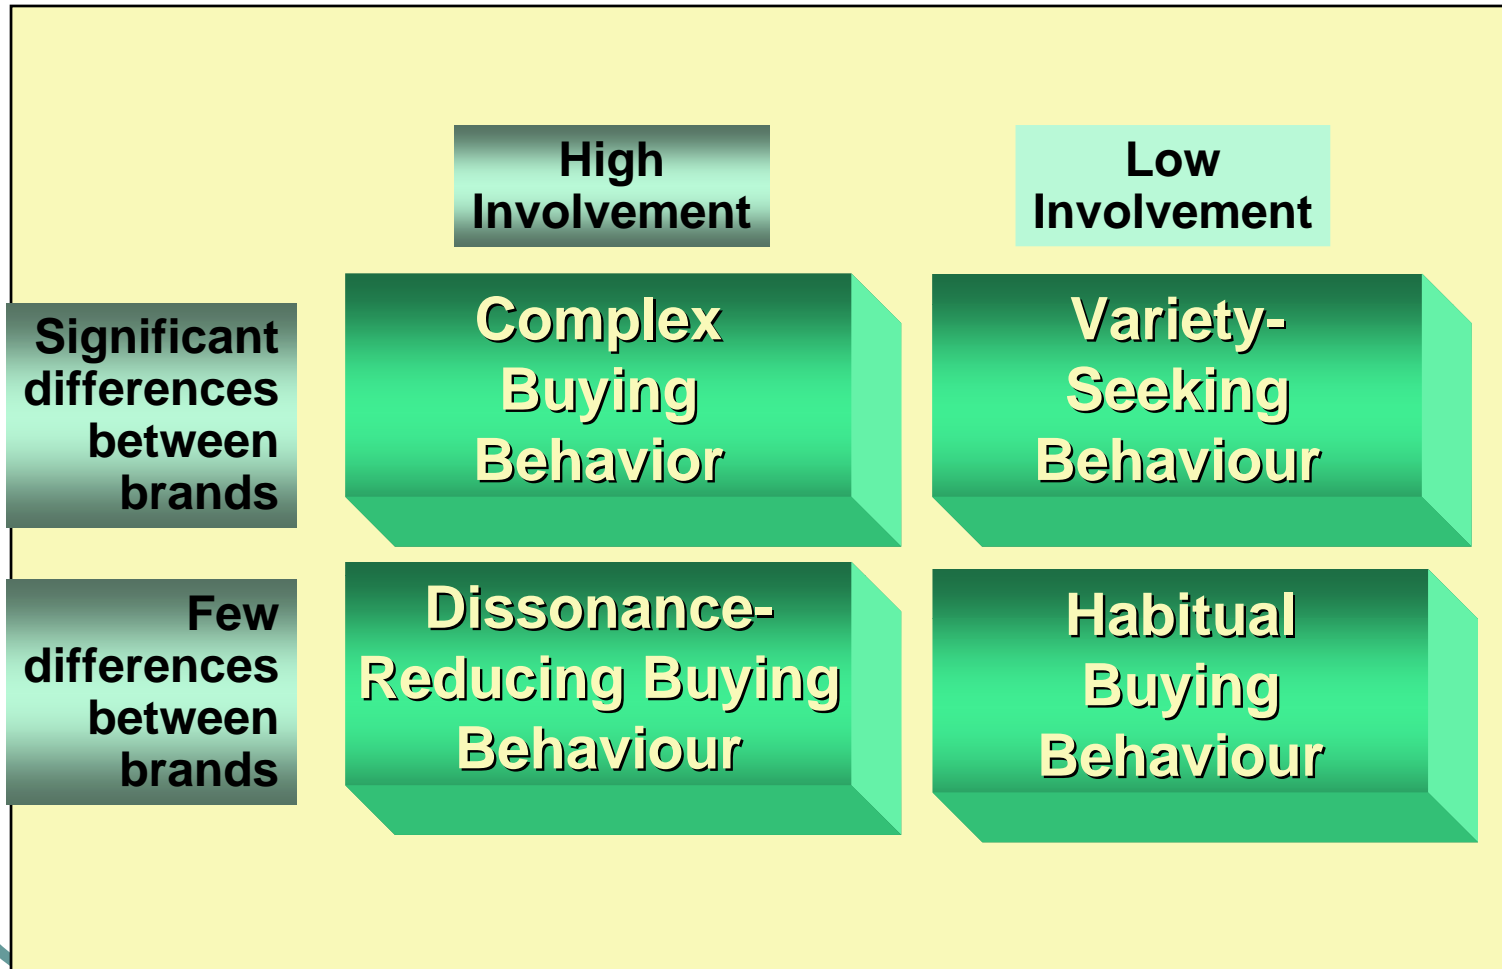 High
Involvement
Low
Involvement
Significant
differences
between
brands
Complex
Buying
Behavior
Variety-
Seeking
Behaviour
Few
differences
between
brands
Dissonance-
Reducing Buying
Behaviour
Habitual
Buying
Behaviour